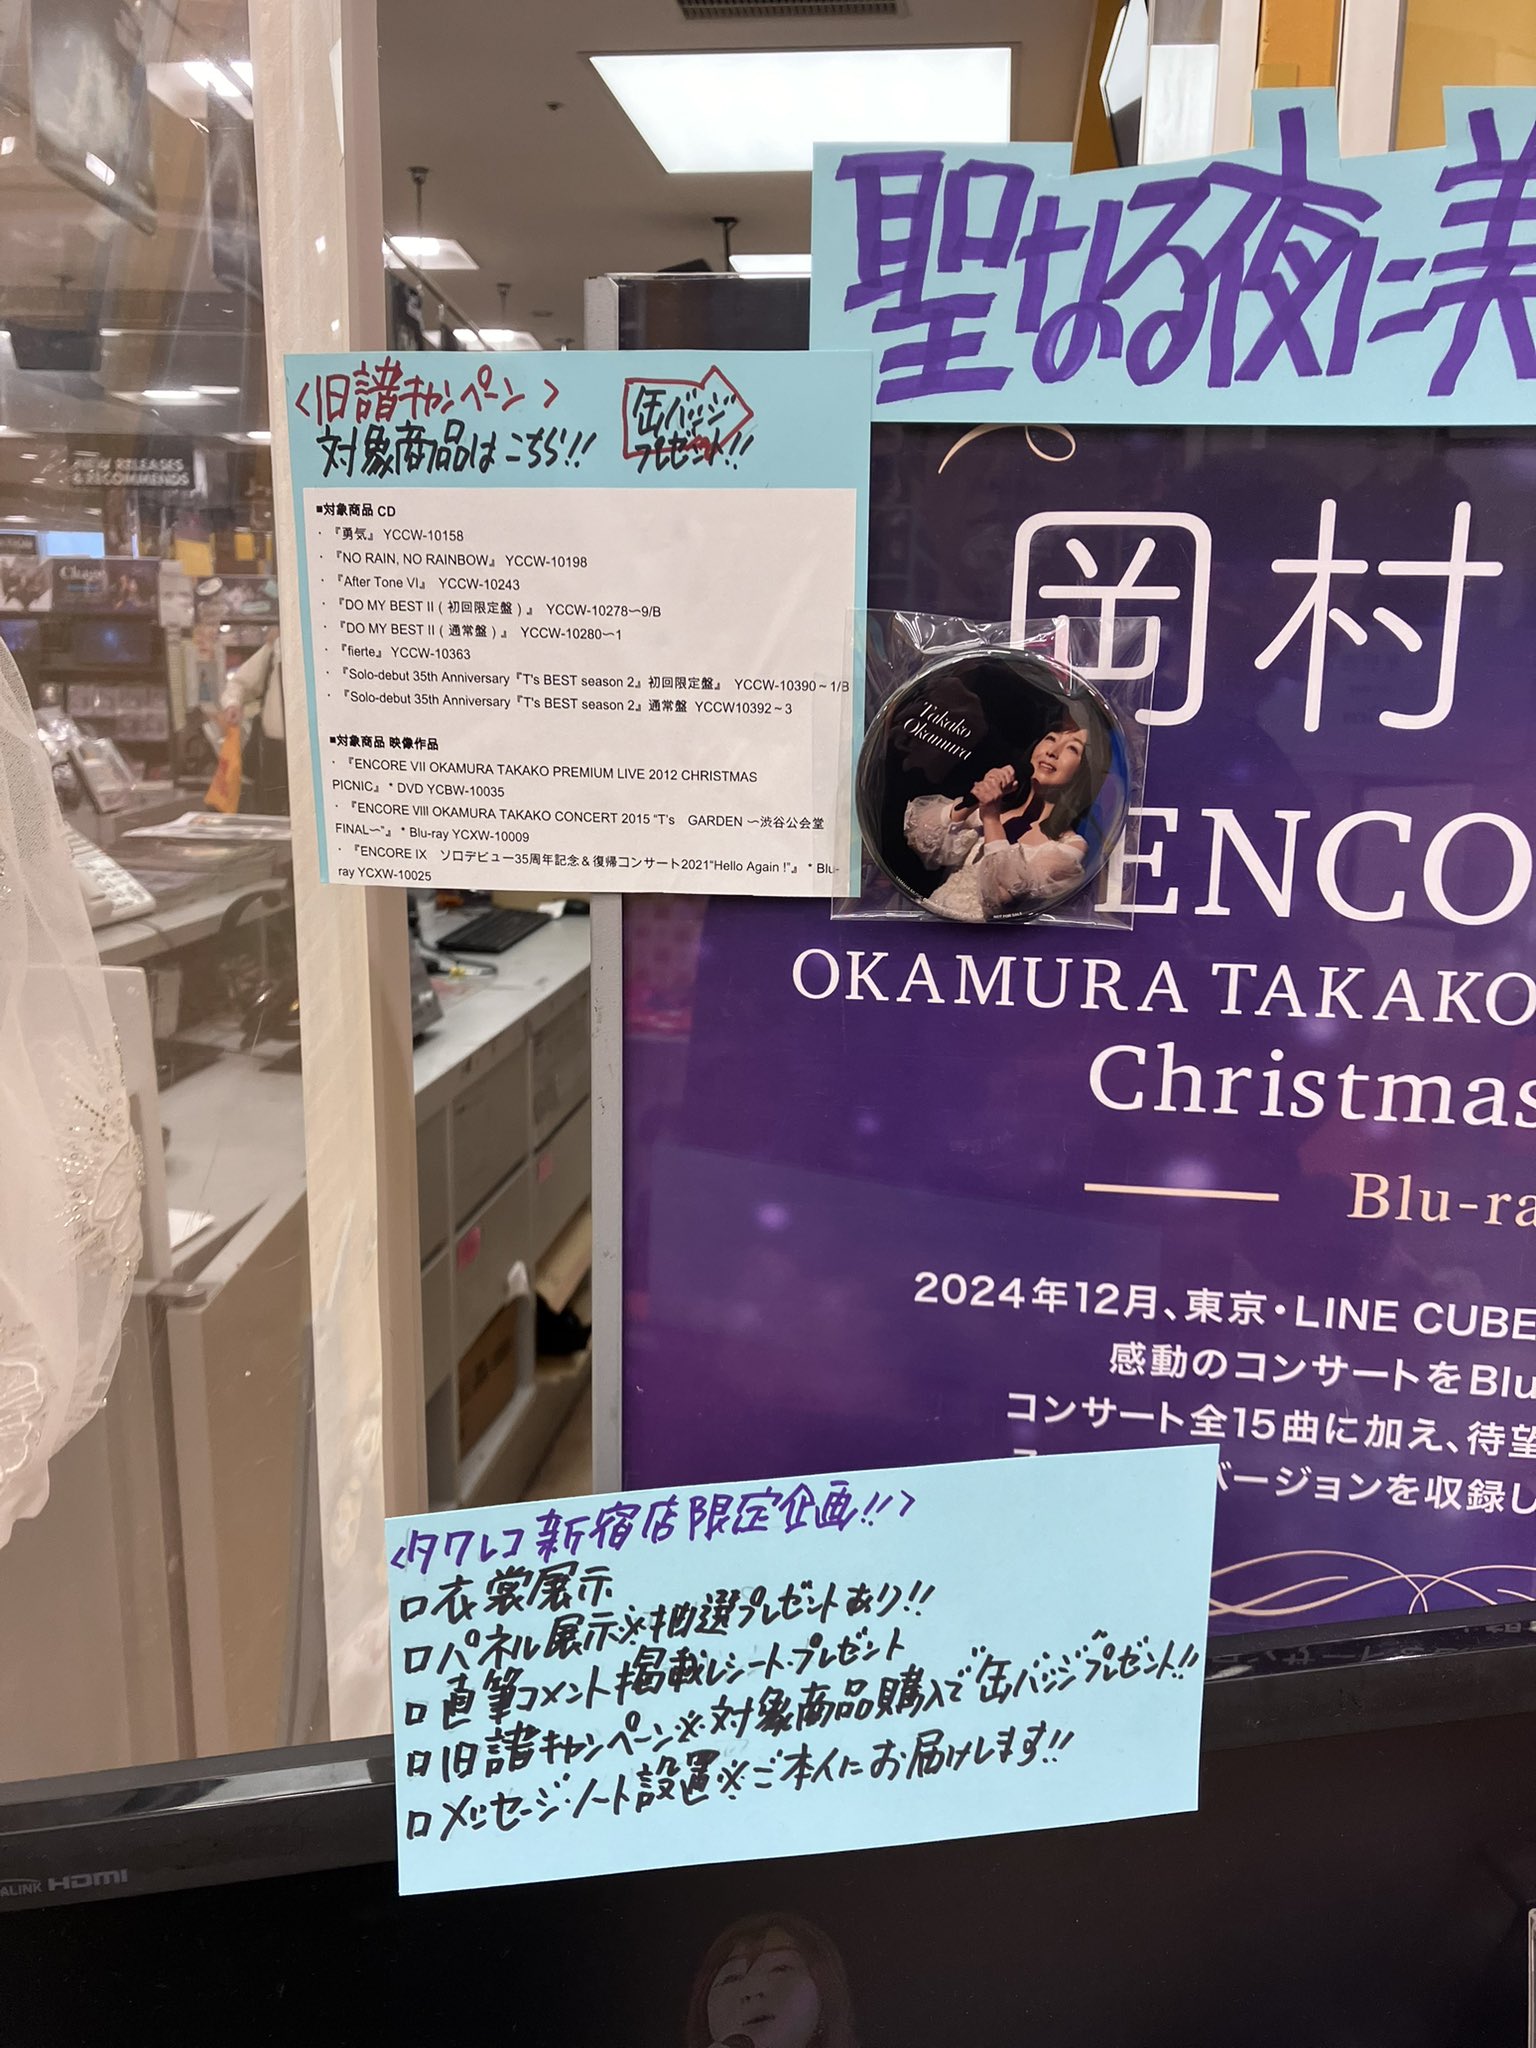 聖なる夜に美
<旧譜キャンペーン>
対象商品はこちら!!
缶バッジ
プレゼント!!
■対象商品 CD
・『勇気』 YCCW-10158
・『NO RAIN, NO RAINBOW』 YCCW-10198
・『After Tone VI』 YCCW-10243
・『DO MY BEST II ( 初回限定盤 ) 』 YCCW-10278〜9/B
・『DO MY BEST II ( 通常盤 ) 』 YCCW-10280〜1
・『fierte』 YCCW-10363
・『Solo-debut 35th Anniversary『T's BEST season 2』初回限定盤』 YCCW-10390～1/B
・『Solo-debut 35th Anniversary『T's BEST season 2』通常盤 YCCW10392～3
■対象商品 映像作品
・『ENCORE VII OKAMURA TAKAKO PREMIUM LIVE 2012 CHRISTMAS
PICNIC』 * DVD YCBW-10035
・『ENCORE VIII OKAMURA TAKAKO CONCERT 2015 “T's GARDEN 〜渋谷公会堂
FINAL〜”』 * Blu-ray YCXW-10009
・『ENCORE IX ソロデビュー35周年記念＆復帰コンサート2021“Hello Again !”』 * Blu-
ray YCXW-10025
NEW RELEASES
& RECOMMENDS
Chage
Takako
Okamura
岡村
ENCO
OKAMURA TAKAKO
Christmas
Blu-ra
2024年12月、東京・LINE CUBE
感動のコンサートをBlu
コンサート全15曲に加え、待望
バージョンを収録し
<タワレコ新宿店限定企画!!>
□衣裳展示
□パネル展示※抽選プレゼントあり!!
□直筆コメント掲載レシート・プレゼント
□旧譜キャンペーン※対象商品購入で缶バッジプレゼント!!
□メッセージ・ノート設置※ご本人にお届けします!!
ALINK HDMI